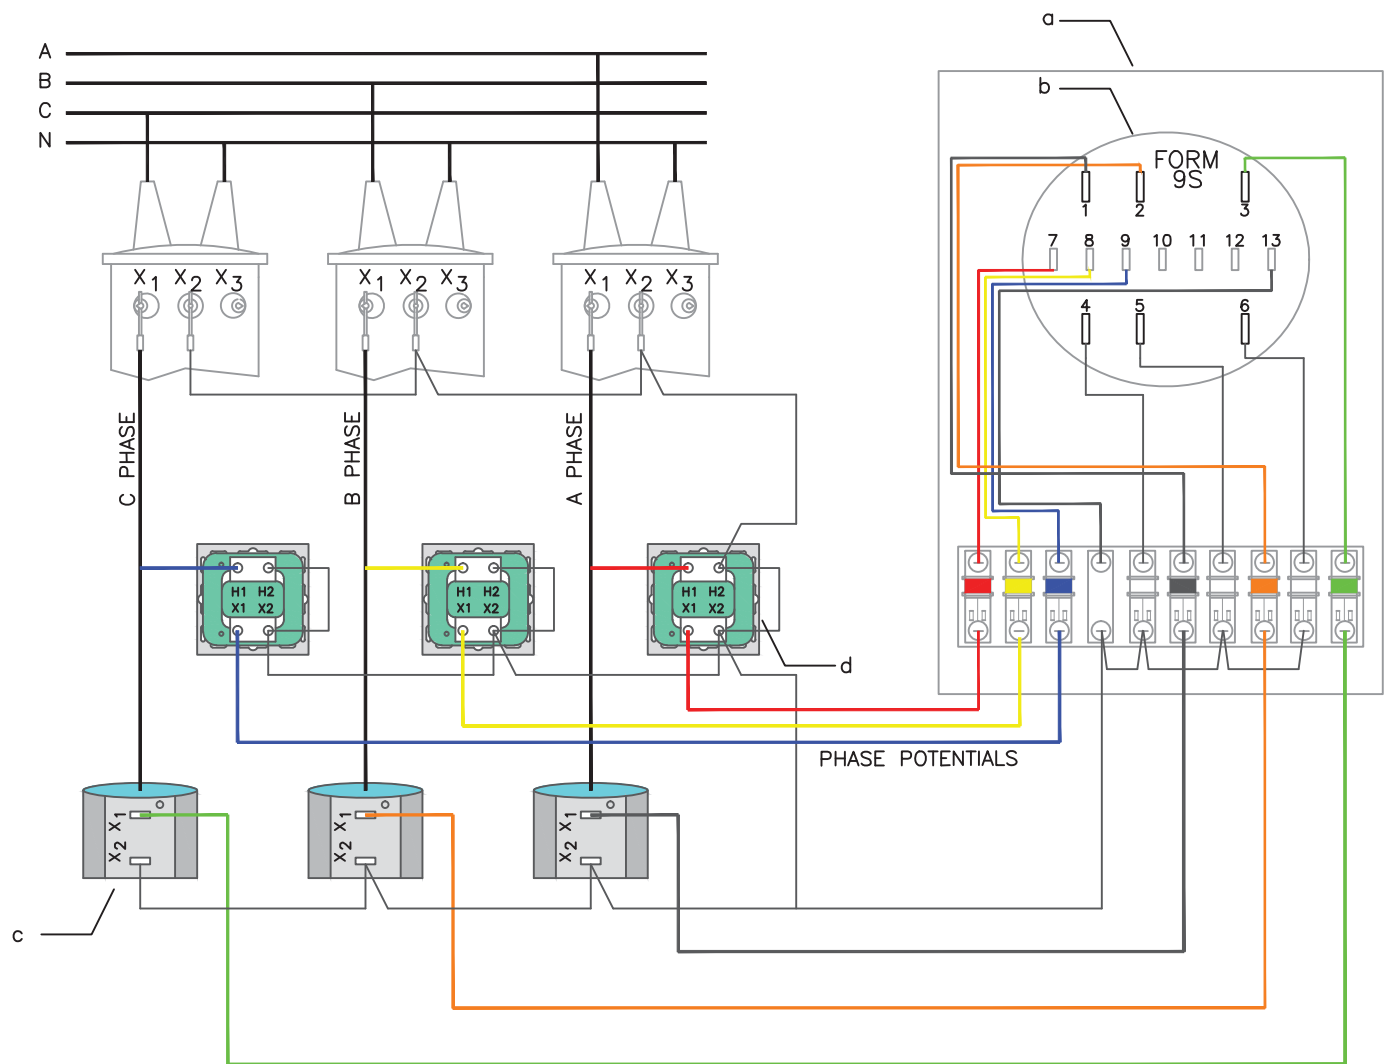 a
A
B
C
N
b
FORM
9S
1 2 3
7 8 9 10 11 12 13
4 5 6
X1 X2 X3
X1 X2 X3
X1 X2 X3
C PHASE
B PHASE
A PHASE
H1 H2
X1 X2
H1 H2
X1 X2
H1 H2
X1 X2
d
PHASE POTENTIALS
X1
X2
X1
X2
X1
X2
c